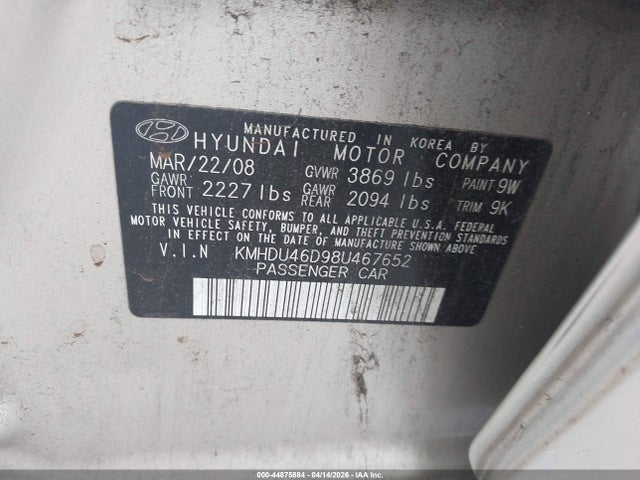 MANUFACTURED IN KOREA BY
HYUNDAI MOTOR COMPANY
MAR/22/08 GVWR 3869 lbs PAINT 9W
GAWR FRONT 2227 lbs GAWR REAR 2094 lbs TRIM 9K
THIS VEHICLE CONFORMS TO ALL APPLICABLE U.S.A. FEDERAL
MOTOR VEHICLE SAFETY, BUMPER, AND THEFT PREVENTION STANDARDS
IN EFFECT ON THE DATE OF MANUFACTURE SHOWN ABOVE
V.I.N KMHDU46D98U467652
PASSENGER CAR
000-44875884 - 04/14/2026 - COPART